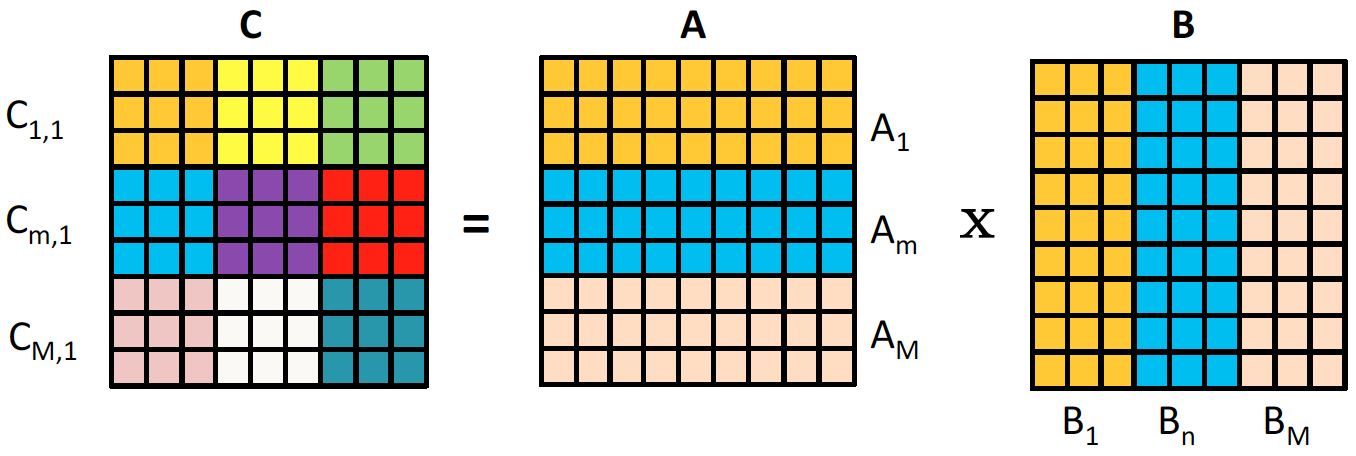 C A B
C1,1
A1
Cm,1
= Am x
CM,1
AM
B1 Bn BM